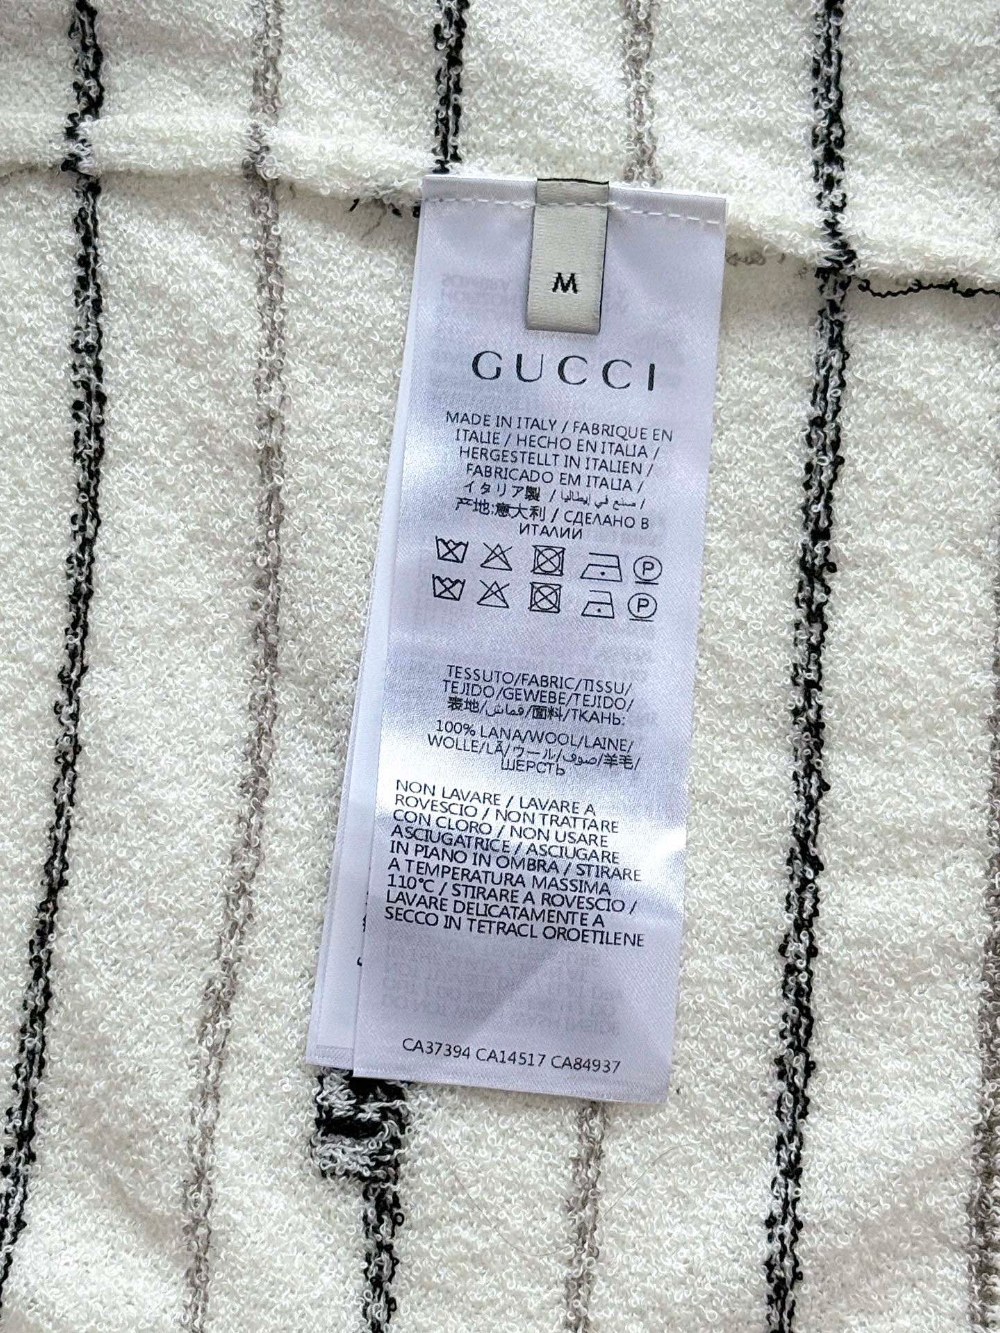 M
GUCCI
MADE IN ITALY / FABRIQUE EN
ITALIE / HECHO EN ITALIA /
HERGESTELLT IN ITALIEN /
FABRICADO EM ITALIA /
イタリア製 / صنع في إيطاليا /
产地:意大利 / СДЕЛАНО В
ИТАЛИИ
P
P
TESSUTO/FABRIC/TISSU/
TEJIDO/GEWEBE/TEJIDO/
表地/قماش/面料/ТКАНЬ:
100% LANA/WOOL/LAINE/
WOLLE/LÃ/ウール/صوف/羊毛/
ШЕРСТЬ
NON LAVARE / LAVARE A
ROVESCIO / NON TRATTARE
CON CLORO / NON USARE
ASCIUGATRICE / ASCIUGARE
IN PIANO IN OMBRA / STIRARE
A TEMPERATURA MASSIMA
110°C / STIRARE A ROVESCIO /
LAVARE DELICATAMENTE A
SECCO IN TETRACL OROETILENE
CA37394 CA14517 CA84937